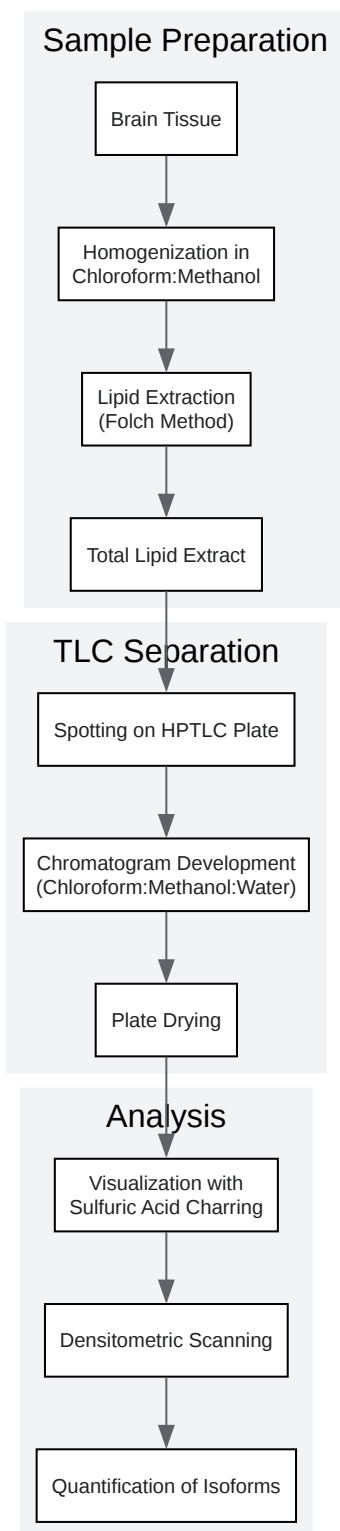 Sample Preparation
Brain Tissue
Homogenization in
Chloroform:Methanol
Lipid Extraction
(Folch Method)
Total Lipid Extract
TLC Separation
Spotting on HPTLC Plate
Chromatogram Development
(Chloroform:Methanol:Water)
Plate Drying
Analysis
Visualization with
Sulfuric Acid Charring
Densitometric Scanning
Quantification of Isoforms